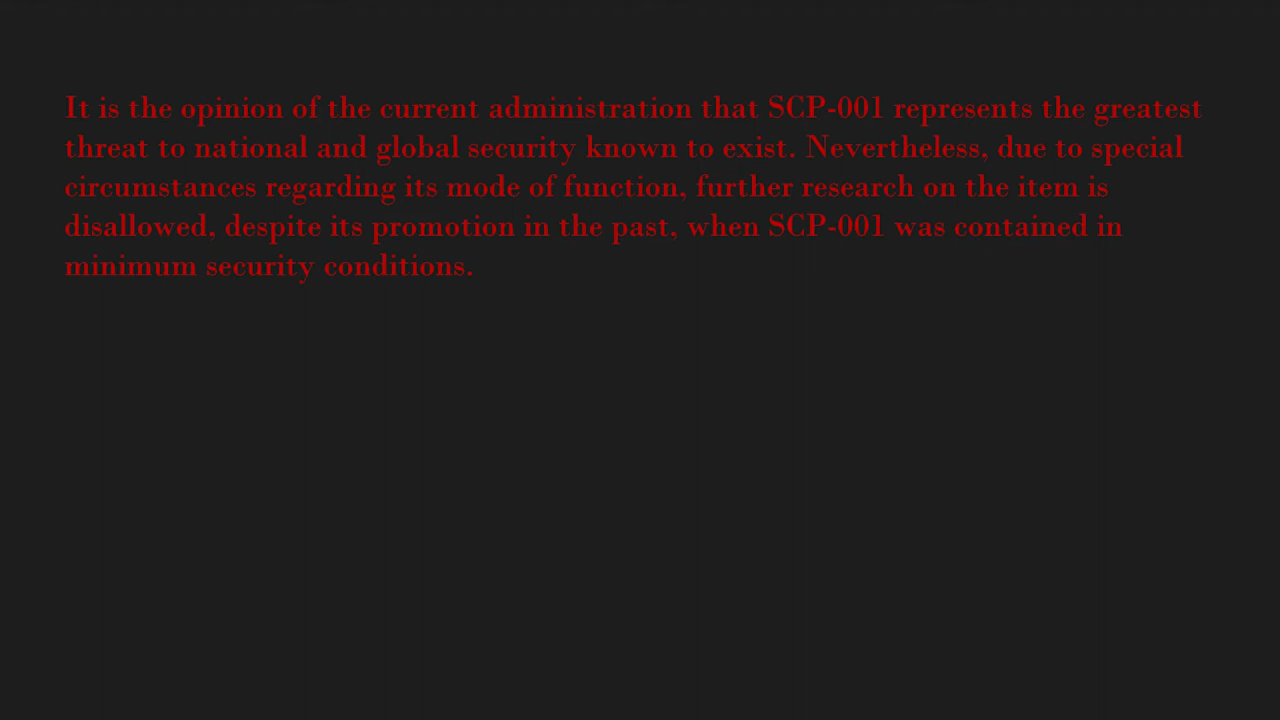 It is the opinion of the current administration that SCP-001 represents the greatest
threat to national and global security known to exist. Nevertheless, due to special
circumstances regarding its mode of function, further research on the item is
disallowed, despite its promotion in the past, when SCP-001 was contained in
minimum security conditions.